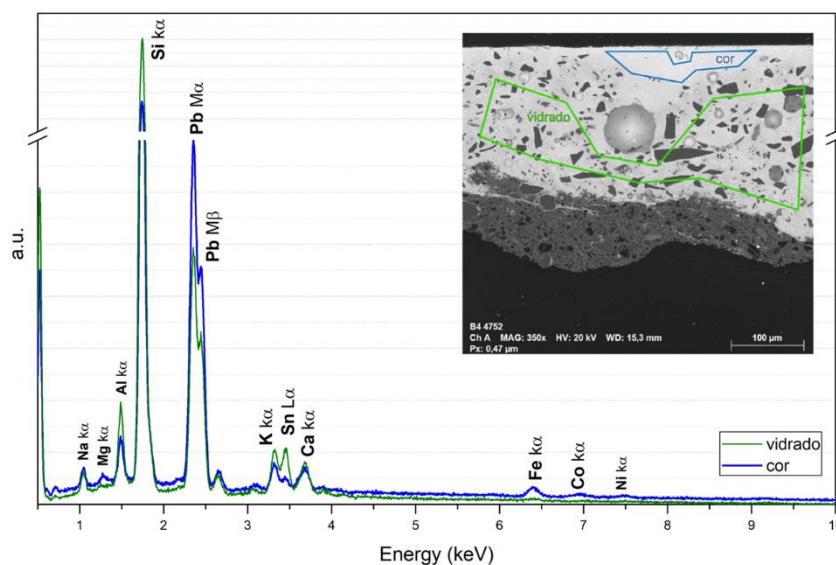 Si kα
Pb Mα
Pb Mβ
Na kα
Mg kα
Al kα
K kα
Sn Lα
Ca kα
Fe kα
Co kα
Ni kα
a.u.
1 2 3 4 5 6 7 8 9 10
Energy (keV)
cor
vidrado
B4 4752
Ch A MAG: 350x HV: 20 kV WD: 15,3 mm
Px: 0,47 µm
100 µm
vidrado
cor